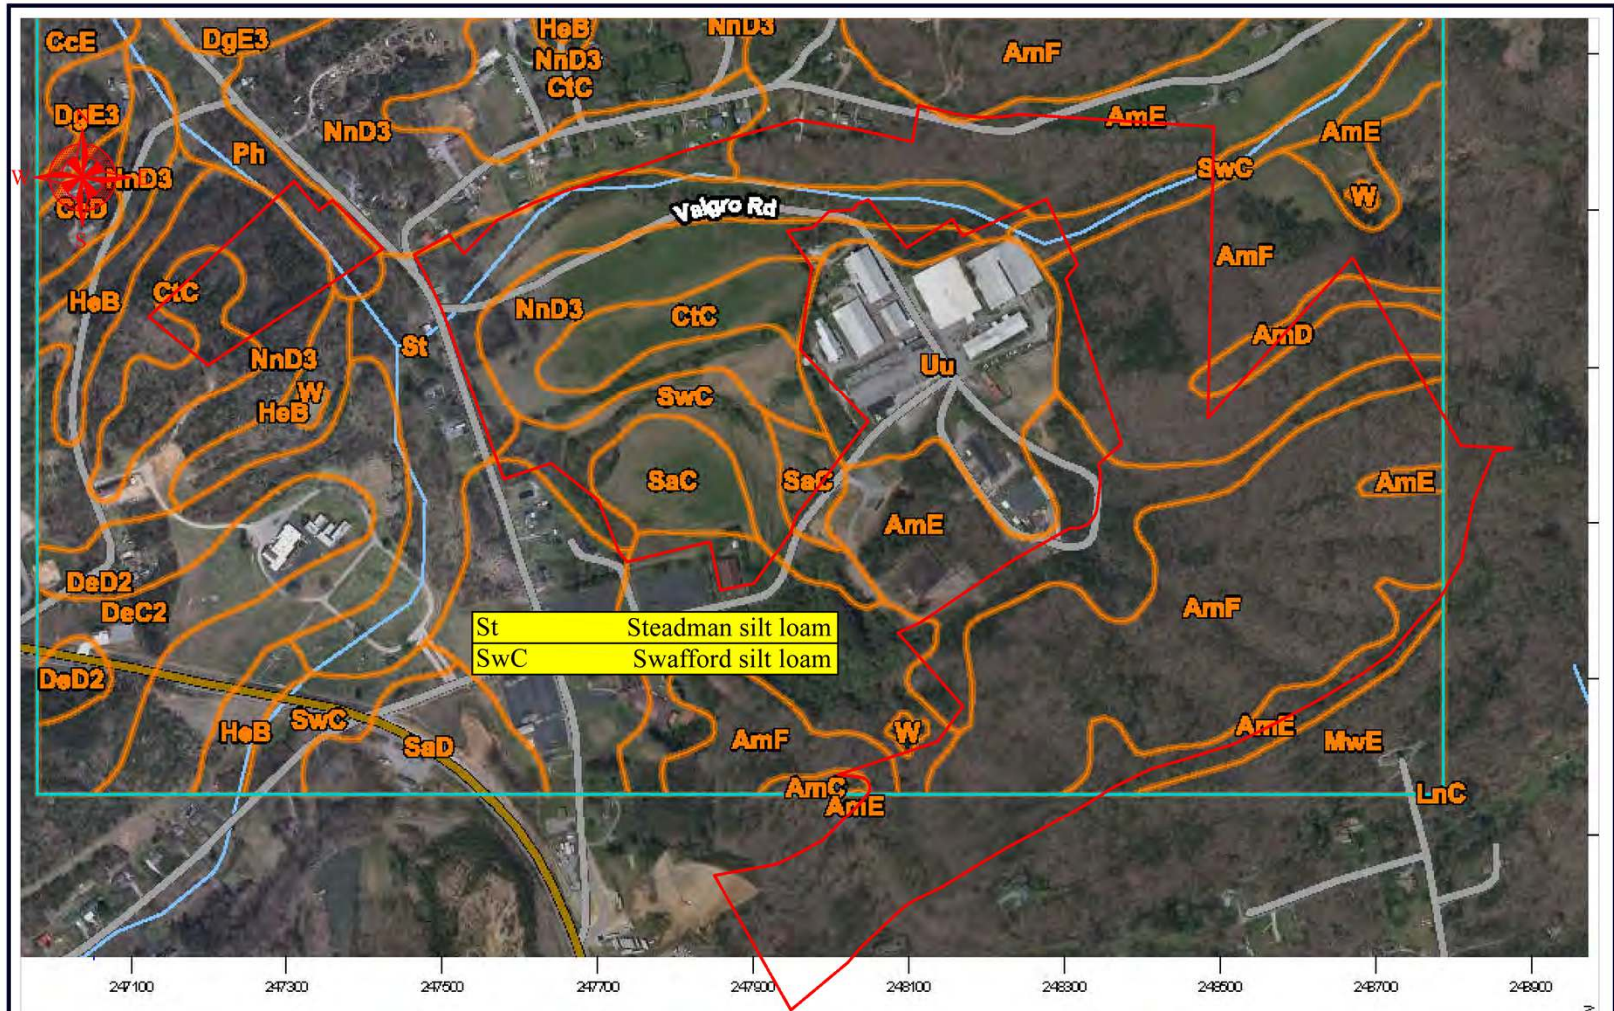 CcE
DgE3
HeB
NnD3
NnD3
CtC
AmF
DgE3
NnD3
AmE
AmE
Ph
NnD3
W
SwC
W
S
Valgro Rd
AmF
HeB
CtC
NnD3
CtC
AmD
St
NnD3
Uu
W
HeB
SwC
SaC
SaC
AmE
AmE
DeD2
DeC2
AmF
St Steadman silt loam
SwC Swafford silt loam
DeD2
HeB
SwC
SaD
AmF
W
AmE
MwE
AmC
AmE
LnC
247100 247300 247500 247700 247900 248100 248300 248500 248700 248900